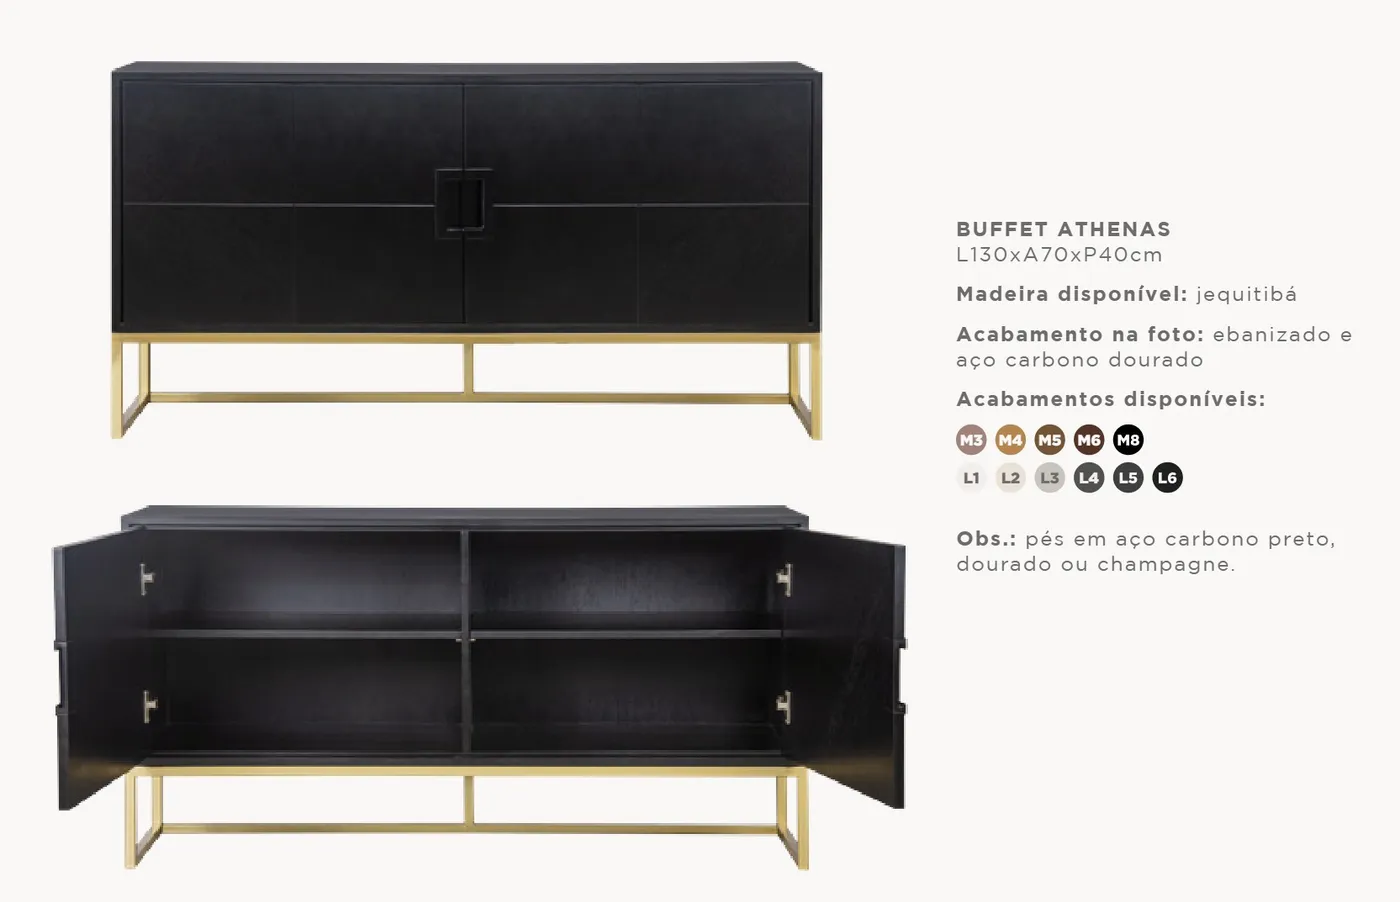 BUFFET ATHENAS
L130xA70xP40cm
Madeira disponível: jequitibá
Acabamento na foto: ebanizado e
aço carbono dourado
Acabamentos disponíveis:
M3 M4 M5 M6 M8
L1 L2 L3 L4 L5 L6
Obs.: pés em aço carbono preto,
dourado ou champagne.